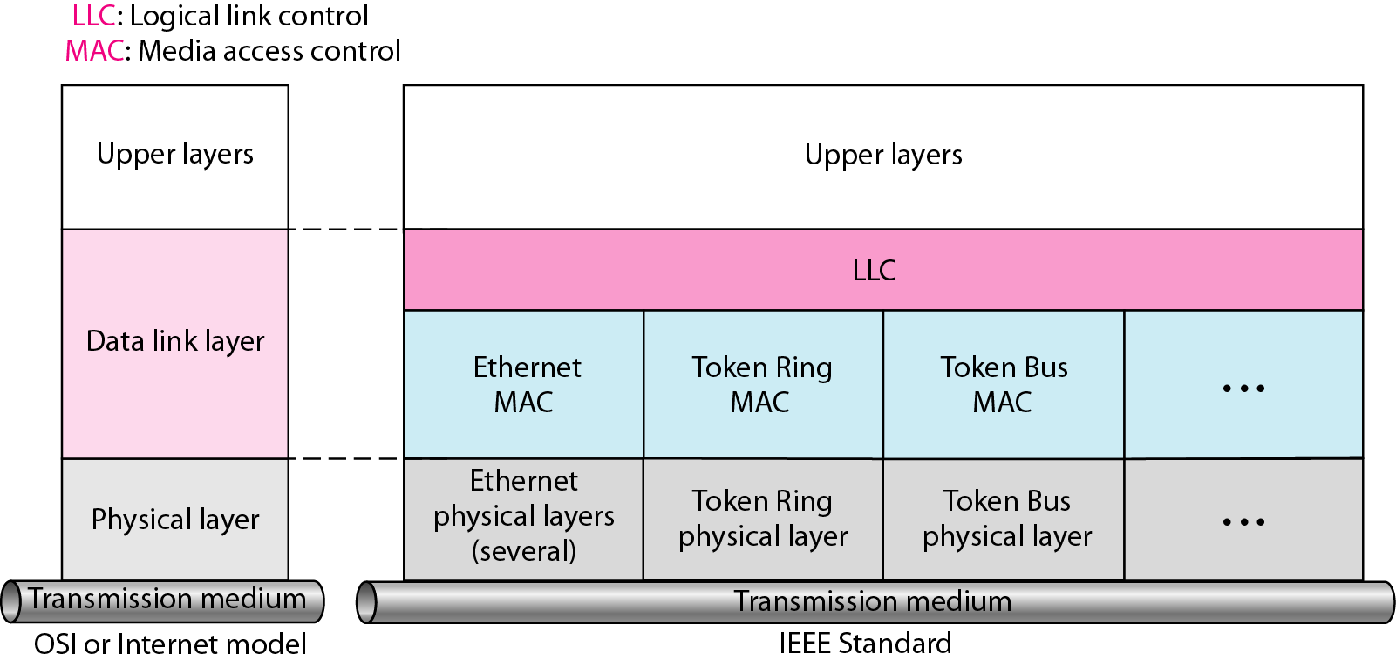 LLC: Logical link control
MAC: Media access control
Upper layers
Upper layers
LLC
Data link layer
Ethernet
MAC
Token Ring
MAC
Token Bus
MAC
...
Physical layer
Ethernet
physical layers
(several)
Token Ring
physical layer
Token Bus
physical layer
...
Transmission medium
Transmission medium
OSI or Internet model
IEEE Standard